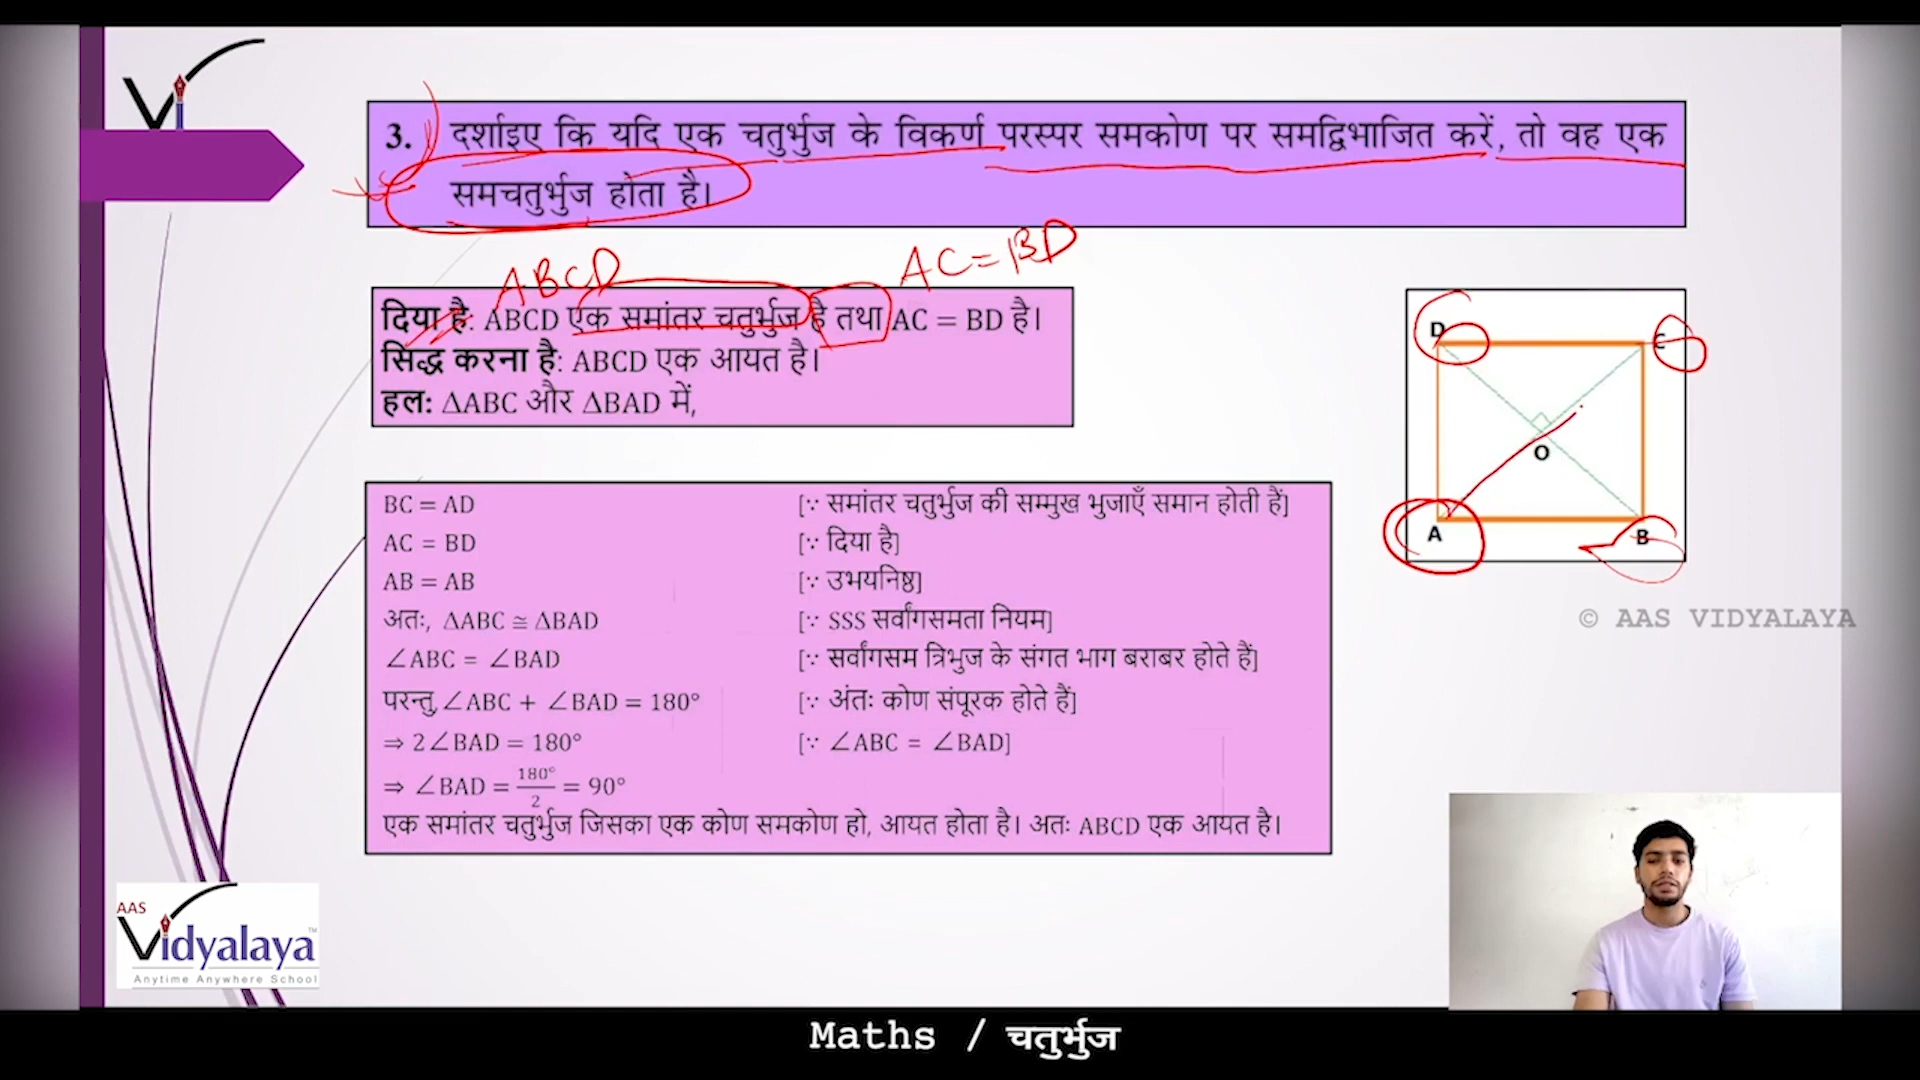 3. दर्शाइए कि यदि एक चतुर्भुज के विकर्ण परस्पर समकोण पर समद्विभाजित करें, तो वह एक
समचतुर्भुज होता है।
ABCD
AC = BD
दिया है: ABCD एक समांतर चतुर्भुज है तथा AC = BD है।
सिद्ध करना है: ABCD एक आयत है।
हल: ΔABC और ΔBAD में,
D C
O
A B
BC = AD [∵ समांतर चतुर्भुज की सम्मुख भुजाएँ समान होती हैं]
AC = BD [∵ दिया है]
AB = AB [∵ उभयनिष्ठ]
अतः, ΔABC ≅ ΔBAD [∵ SSS सर्वांगसमता नियम]
∠ABC = ∠BAD [∵ सर्वांगसम त्रिभुज के संगत भाग बराबर होते हैं]
परन्तु,∠ABC + ∠BAD = 180° [∵ अंतः कोण संपूरक होते हैं]
⇒ 2∠BAD = 180° [∵ ∠ABC = ∠BAD]
⇒ ∠BAD = 180°/2 = 90°
एक समांतर चतुर्भुज जिसका एक कोण समकोण हो, आयत होता है। अतः ABCD एक आयत है।
© AAS VIDYALAYA
AAS
Vidyalaya TM
Anytime Anywhere School
Maths / चतुर्भुज